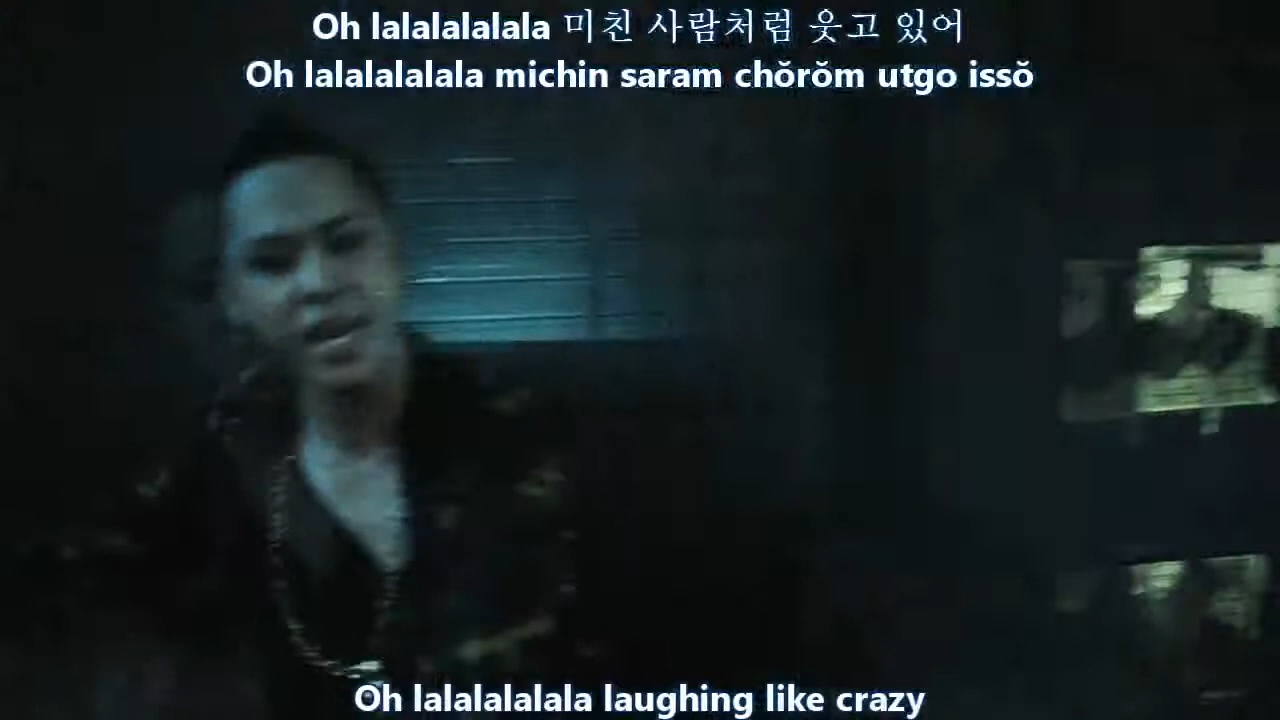 Oh lalalalalala 미친 사람처럼 웃고 있어
Oh lalalalalala michin saram chŏrŏm utgo issŏ
Oh lalalalalala laughing like crazy